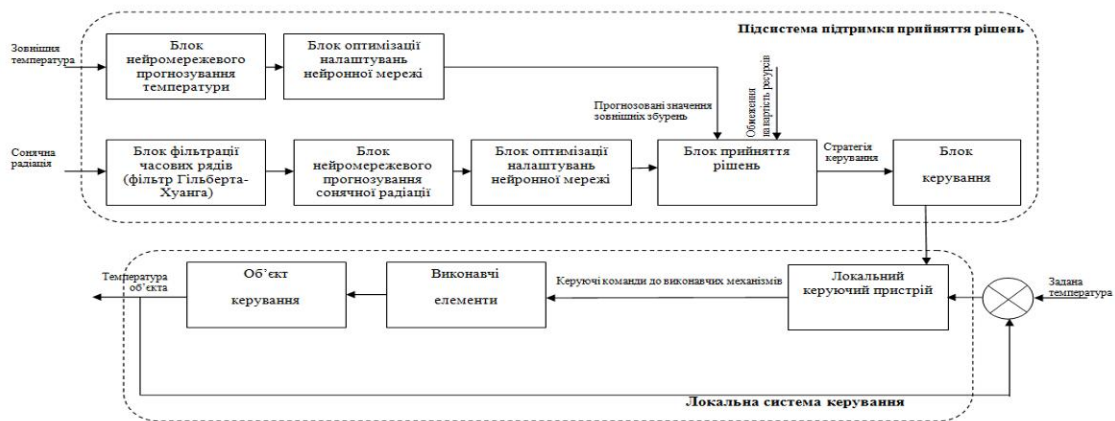 Підсистема підтримки прийняття рішень
Зовнішня
температура
Блок
нейромережевого
прогнозування
температури
Блок оптимізації
налаштувань
нейронної мережі
Прогнозовані значення
зовнішніх збурень
Обмеження
на вартість ресурсів
Сонячна
радіація
Блок фільтрації
часових рядів
(фільтр Гільберта-
Хуанга)
Блок
нейромережевого
прогнозування
сонячної радіації
Блок оптимізації
налаштувань
нейронної мережі
Блок прийняття
рішень
Стратегія
керування
Блок
керування
Температура
об’єкта
Об’єкт
керування
Виконавчі
елементи
Керуючі команди до виконавчих механізмів
Локальний
керуючий пристрій
Задана
температура
Локальна система керування